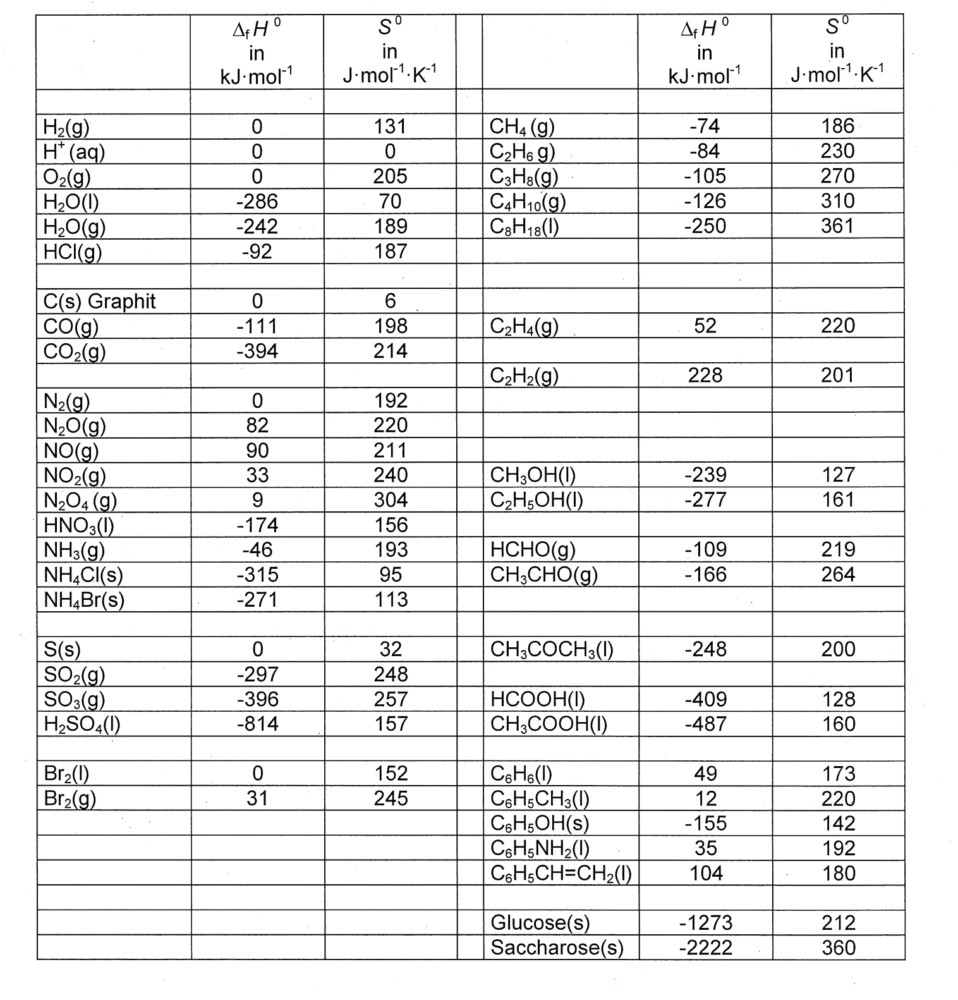 Δf H⁰ in kJ·mol⁻¹ S⁰ in J·mol⁻¹·K⁻¹ Δf H⁰ in kJ·mol⁻¹ S⁰ in J·mol⁻¹·K⁻¹
H₂(g) 0 131 CH₄ (g) -74 186
H⁺ (aq) 0 0 C₂H₆ g) -84 230
O₂(g) 0 205 C₃H₈(g) -105 270
H₂O(l) -286 70 C₄H₁₀(g) -126 310
H₂O(g) -242 189 C₈H₁₈(l) -250 361
HCl(g) -92 187
C(s) Graphit 0 6
CO(g) -111 198 C₂H₄(g) 52 220
CO₂(g) -394 214
C₂H₂(g) 228 201
N₂(g) 0 192
N₂O(g) 82 220
NO(g) 90 211
NO₂(g) 33 240 CH₃OH(l) -239 127
N₂O₄ (g) 9 304 C₂H₅OH(l) -277 161
HNO₃(l) -174 156
NH₃(g) -46 193 HCHO(g) -109 219
NH₄Cl(s) -315 95 CH₃CHO(g) -166 264
NH₄Br(s) -271 113
S(s) 0 32 CH₃COCH₃(l) -248 200
SO₂(g) -297 248
SO₃(g) -396 257 HCOOH(l) -409 128
H₂SO₄(l) -814 157 CH₃COOH(l) -487 160
Br₂(l) 0 152 C₆H₆(l) 49 173
Br₂(g) 31 245 C₆H₅CH₃(l) 12 220
C₆H₅OH(s) -155 142
C₆H₅NH₂(l) 35 192
C₆H₅CH=CH₂(l) 104 180
Glucose(s) -1273 212
Saccharose(s) -2222 360